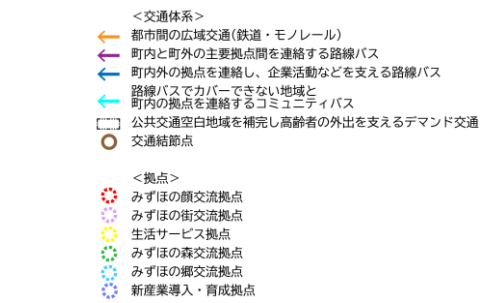 ＜交通体系＞
都市間の広域交通(鉄道・モノレール)
町内と町外の主要拠点間を連絡する路線バス
町内外の拠点を連絡し、企業活動などを支える路線バス
路線バスでカバーできない地域と
町内の拠点を連絡するコミュニティバス
公共交通空白地域を補完し高齢者の外出を支えるデマンド交通
交通結節点
＜拠点＞
みずほの顔交流拠点
みずほの街交流拠点
生活サービス拠点
みずほの森交流拠点
みずほの郷交流拠点
新産業導入・育成拠点